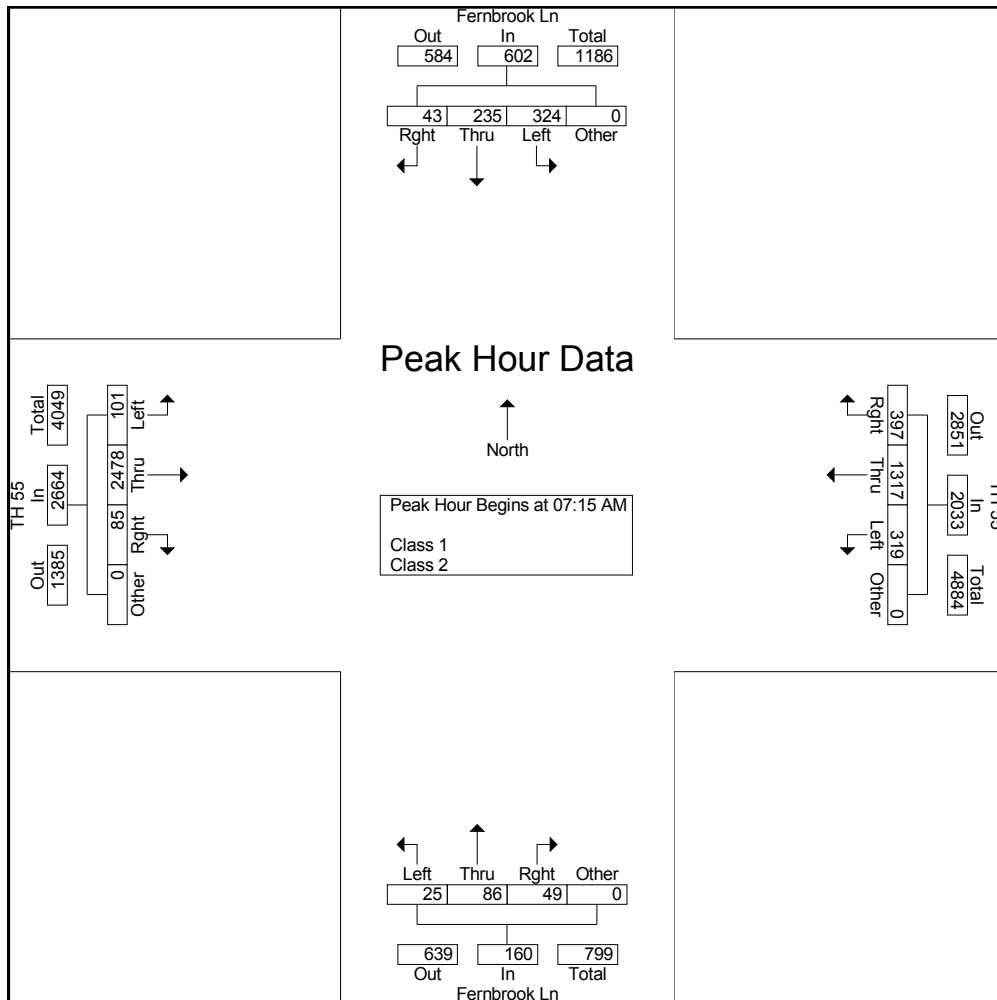 Fernbrook Ln
Out In Total
584 602 1186
43 235 324 0
Rght Thru Left Other
Peak Hour Data
North
Peak Hour Begins at 07:15 AM
Class 1
Class 2
TH 55
Out In Total
1385 2664 4049
Left Thru Rght Other
101 2478 85 0
TH 55
Out In Total
2851 2033 4884
397 1317 319 0
Rght Thru Left Other
Left Thru Rght Other
25 86 49 0
639 160 799
Out In Total
Fernbrook Ln